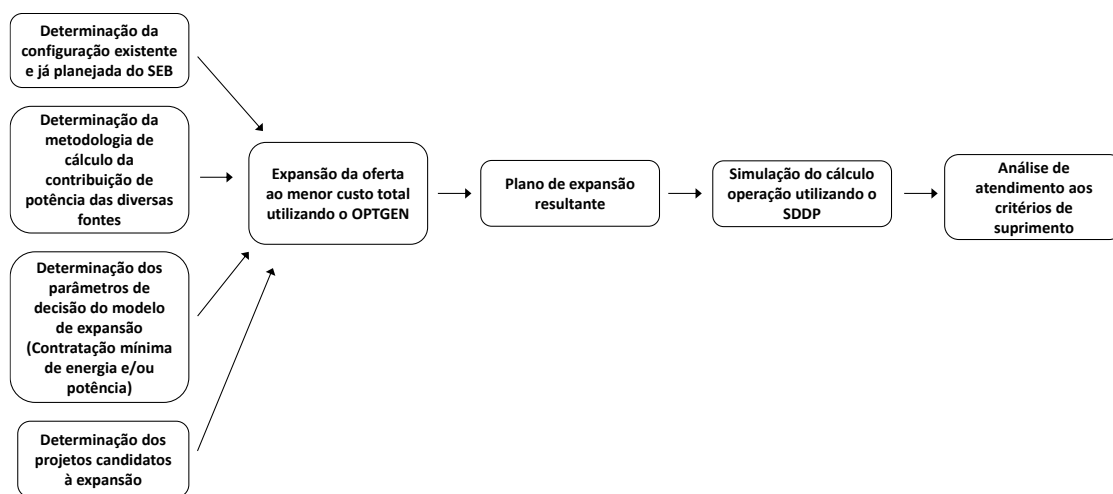 Determinação da
configuração existente
e já planejada do SEB
Determinação da
metodologia de
cálculo da
contribuição de
potência das diversas
fontes
Determinação dos
parâmetros de
decisão do modelo
de expansão
(Contratação mínima
de energia e/ou
potência)
Determinação dos
projetos candidatos
à expansão
Expansão da oferta
ao menor custo total
utilizando o OPTGEN
Plano de expansão
resultante
Simulação do cálculo
operação utilizando o
SDDP
Análise de
atendimento aos
critérios de
suprimento